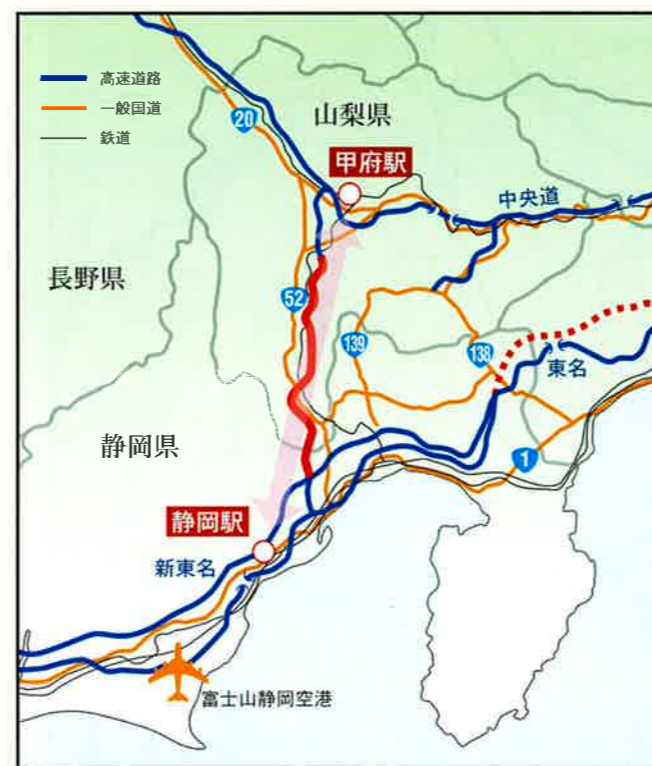 高速道路
一般国道
鉄道
20
山梨県
甲府駅
中央道
長野県
52
139
138
東名
静岡県
1
静岡駅
新東名
富士山静岡空港